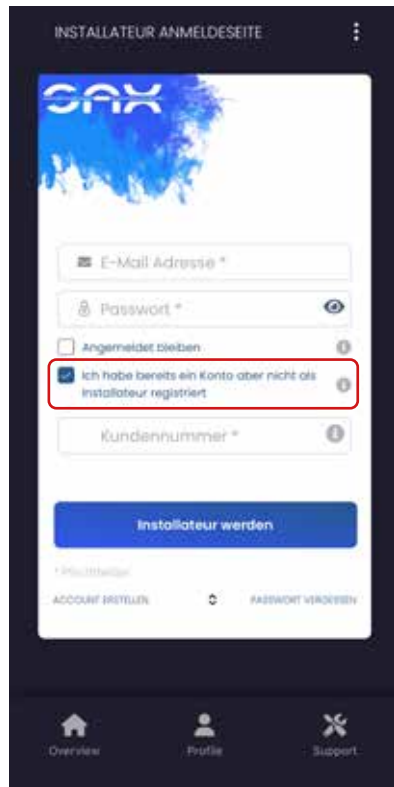 INSTALLATEUR ANMELDESEITE
SAX
E-Mail Adresse *
Passwort *
Angemeldet bleiben
Ich habe bereits ein Konto aber nicht als
Installateur registriert
Kundennummer *
Installateur werden
* Pflichtfelder
ACCOUNT ERSTELLEN PASSWORT VERGESSEN
Overview Profile Support